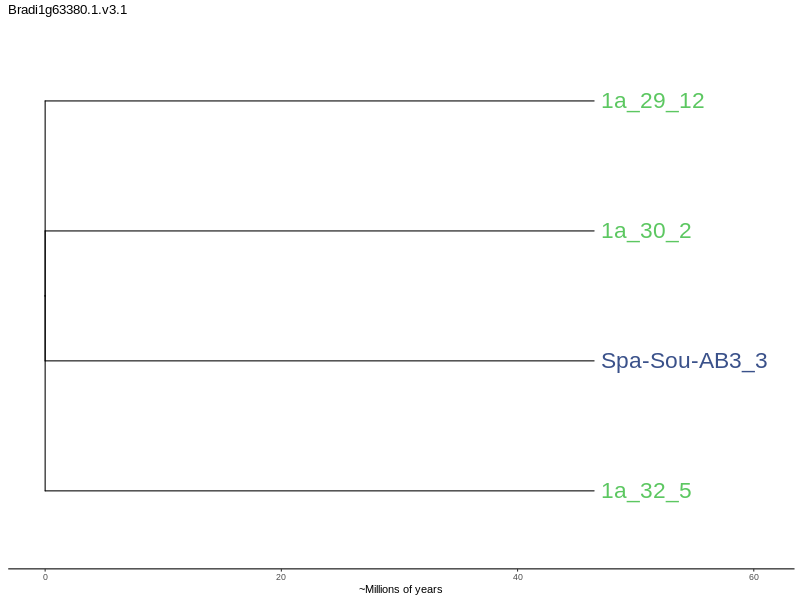 Bradi1g63380.1.v3.1
1a_29_12
1a_30_2
Spa-Sou-AB3_3
1a_32_5
0 20 40 60
~Millions of years